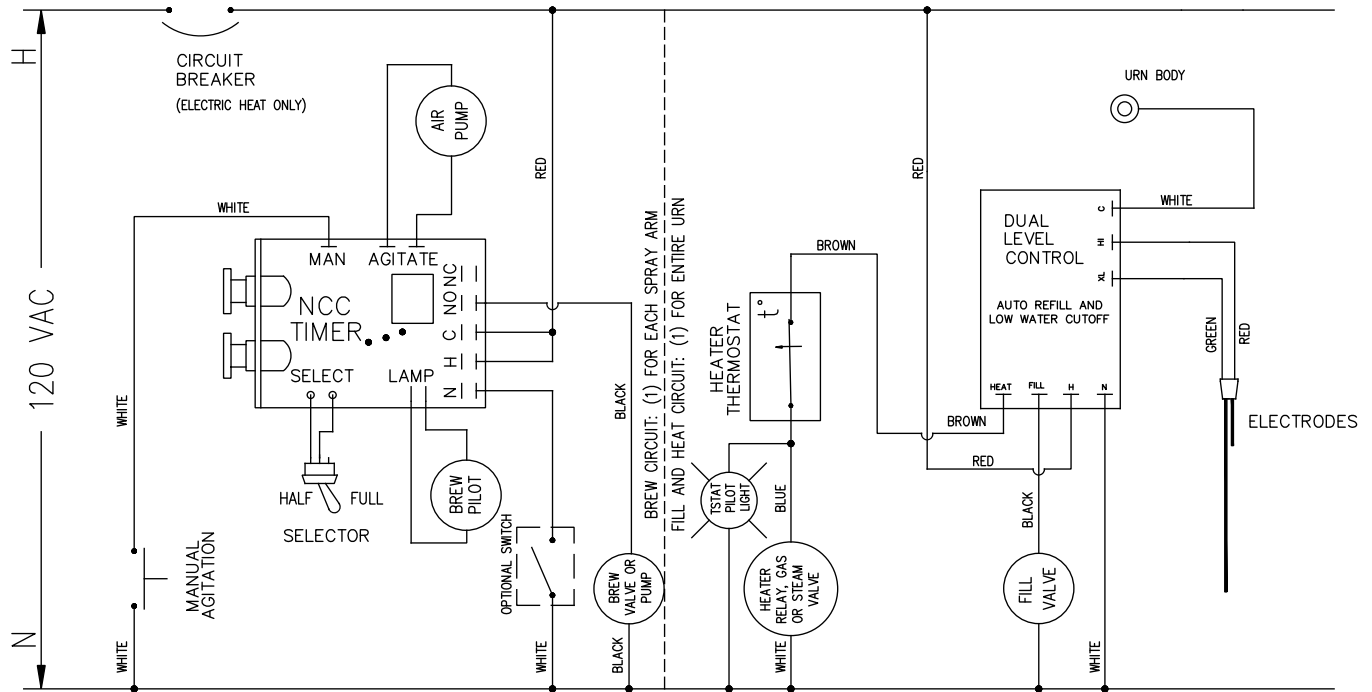 H
120 VAC
N
CIRCUIT
BREAKER
(ELECTRIC HEAT ONLY)
AIR
PUMP
WHITE
RED
MAN
AGITATE
NCC
TIMER
NC
NO
C
H
N
SELECT
LAMP
WHITE
HALF
FULL
SELECTOR
BREW
PILOT
MANUAL
AGITATION
WHITE
OPTIONAL SWITCH
WHITE
BLACK
BREW
VALVE OR
PUMP
BLACK
BREW CIRCUIT: (1) FOR EACH SPRAY ARM
FILL AND HEAT CIRCUIT: (1) FOR ENTIRE URN
HEATER
THERMOSTAT
t°
BROWN
BROWN
TSTAT
PILOT
LIGHT
BLUE
HEATER
RELAY, GAS
OR STEAM
VALVE
WHITE
RED
RED
URN BODY
WHITE
DUAL
LEVEL
CONTROL
C
HI
XL
AUTO REFILL AND
LOW WATER CUTOFF
HEAT
FILL
H
N
GREEN
RED
ELECTRODES
BLACK
FILL
VALVE
WHITE